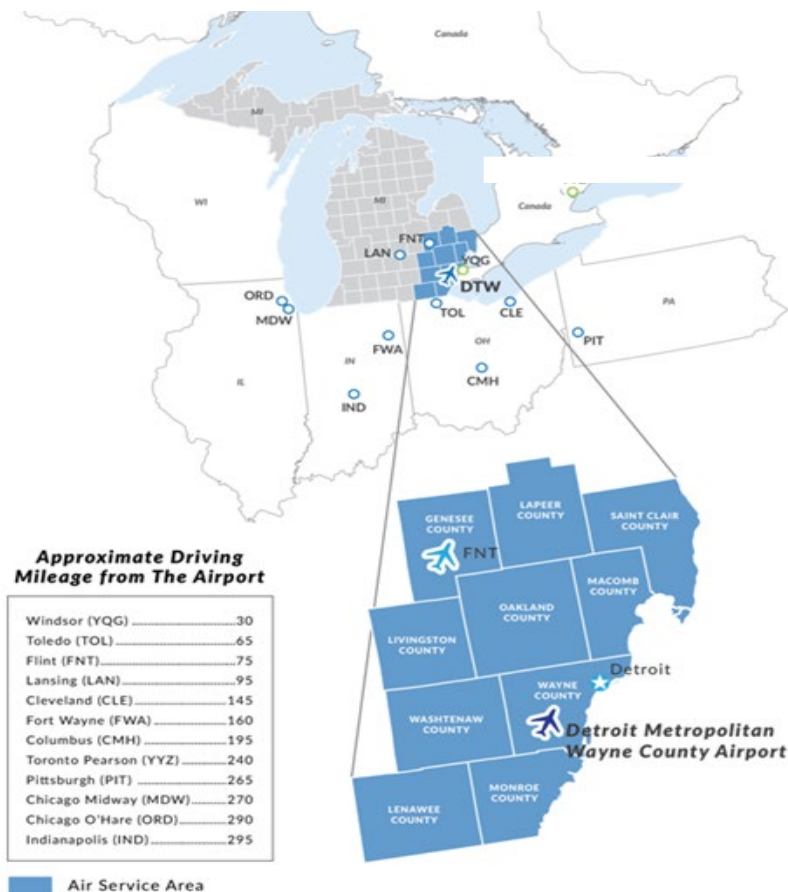 Canada
MI
WI
MI
Canada
FNT
LAN
YQG
DTW
ORD
MDW
TOL
CLE
PA
FWA
OH
PIT
IN
IL
CMH
IND
GENESEE
COUNTY
LAPEER
COUNTY
SAINT CLAIR
COUNTY
FNT
MACOMB
COUNTY
OAKLAND
COUNTY
LIVINGSTON
COUNTY
Detroit
WAYNE
COUNTY
WASHTENAW
COUNTY
Detroit Metropolitan
Wayne County Airport
MONROE
COUNTY
LENAWEE
COUNTY
Approximate Driving
Mileage from The Airport
Windsor (YQG) 30
Toledo (TOL) 65
Flint (FNT) 75
Lansing (LAN) 95
Cleveland (CLE) 145
Fort Wayne (FWA) 160
Columbus (CMH) 195
Toronto Pearson (YYZ) 240
Pittsburgh (PIT) 265
Chicago Midway (MDW) 270
Chicago O'Hare (ORD) 290
Indianapolis (IND) 295
Air Service Area